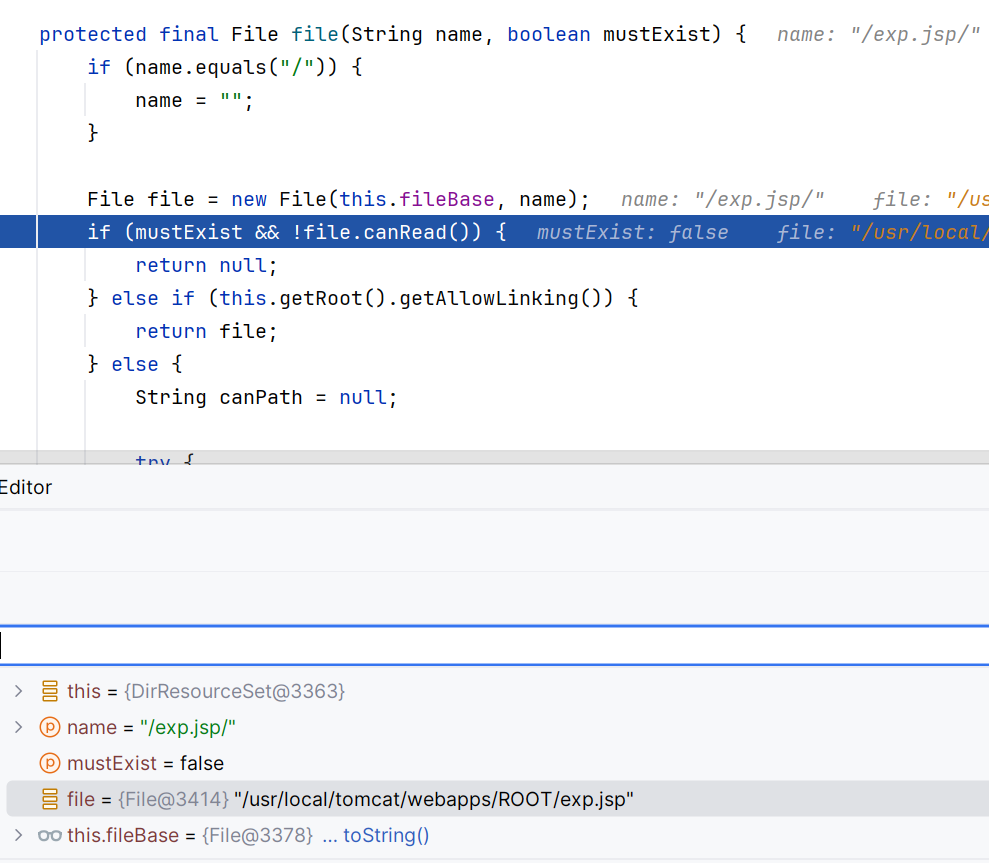 protected final File file(String name, boolean mustExist) {   name: "/exp.jsp/"
if (name.equals("/")) {
name = "";
}
File file = new File(this.fileBase, name);   name: "/exp.jsp/"   file: "/us
if (mustExist && !file.canRead()) {   mustExist: false   file: "/usr/local/
return null;
} else if (this.getRoot().getAllowLinking()) {
return file;
} else {
String canPath = null;
try {
Editor
this = {DirResourceSet@3363}
p name = "/exp.jsp/"
p mustExist = false
file = {File@3414} "/usr/local/tomcat/webapps/ROOT/exp.jsp"
this.fileBase = {File@3378} ... toString()